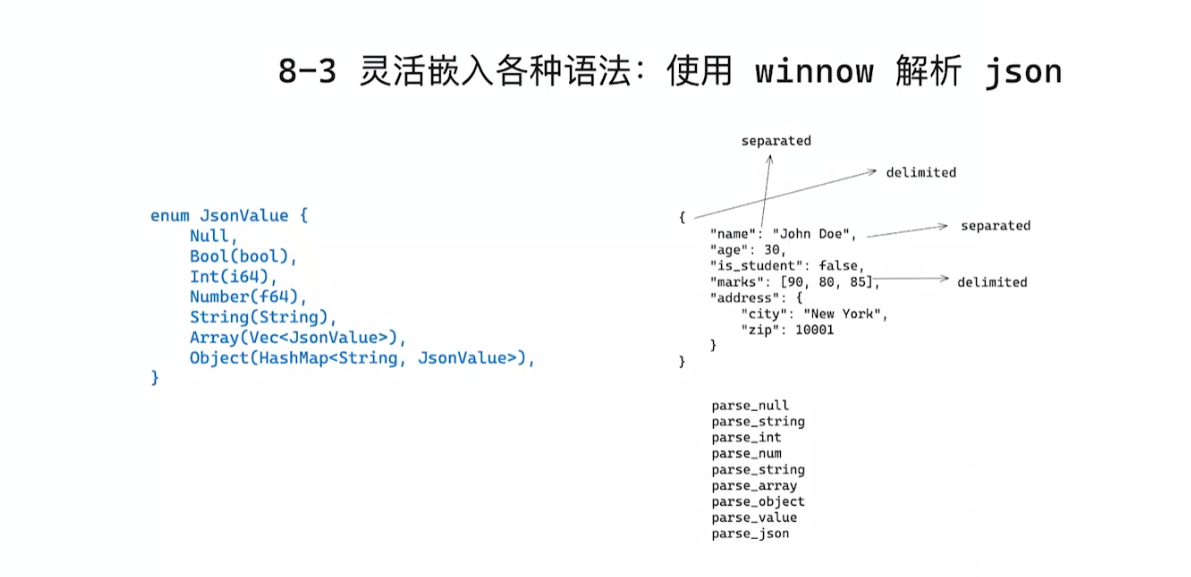 8-3 灵活嵌入各种语法: 使用 winnow 解析 json
enum JsonValue {
    Null,
    Bool(bool),
    Int(i64),
    Number(f64),
    String(String),
    Array(Vec<JsonValue>),
    Object(HashMap<String, JsonValue>),
}
separated
delimited
{
    "name": "John Doe",
separated
    "age": 30,
    "is_student": false,
    "marks": [90, 80, 85],
delimited
    "address": {
        "city": "New York",
        "zip": 10001
    }
}
parse_null
parse_string
parse_int
parse_num
parse_string
parse_array
parse_object
parse_value
parse_json